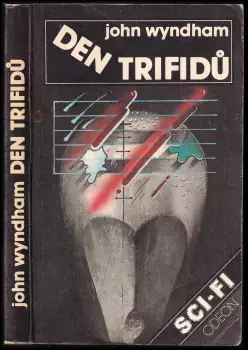 john wyndham DEN TRIFIDŮ
john wyndham
DEN
TRIFIDŮ
SCI-FI
ODEON